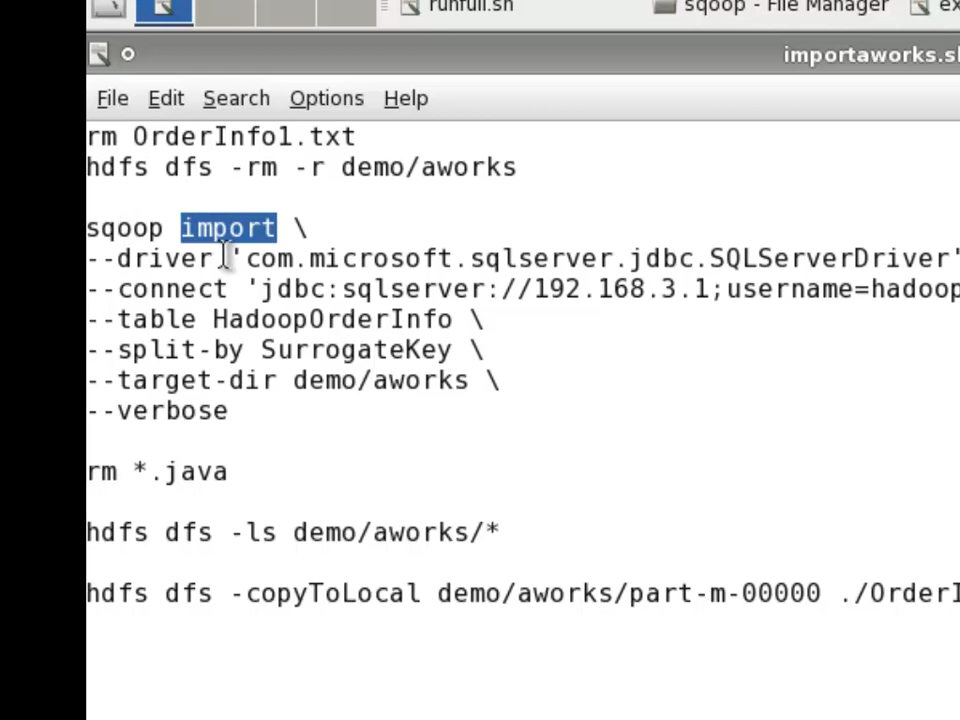 runfull.sh sqoop - File Manager ex
importaworks.sh
File Edit Search Options Help
rm OrderInfo1.txt
hdfs dfs -rm -r demo/aworks
sqoop import \
--driver 'com.microsoft.sqlserver.jdbc.SQLServerDriver'
--connect 'jdbc:sqlserver://192.168.3.1;username=hadoop
--table HadoopOrderInfo \
--split-by SurrogateKey \
--target-dir demo/aworks \
--verbose
rm *.java
hdfs dfs -ls demo/aworks/*
hdfs dfs -copyToLocal demo/aworks/part-m-00000 ./OrderI